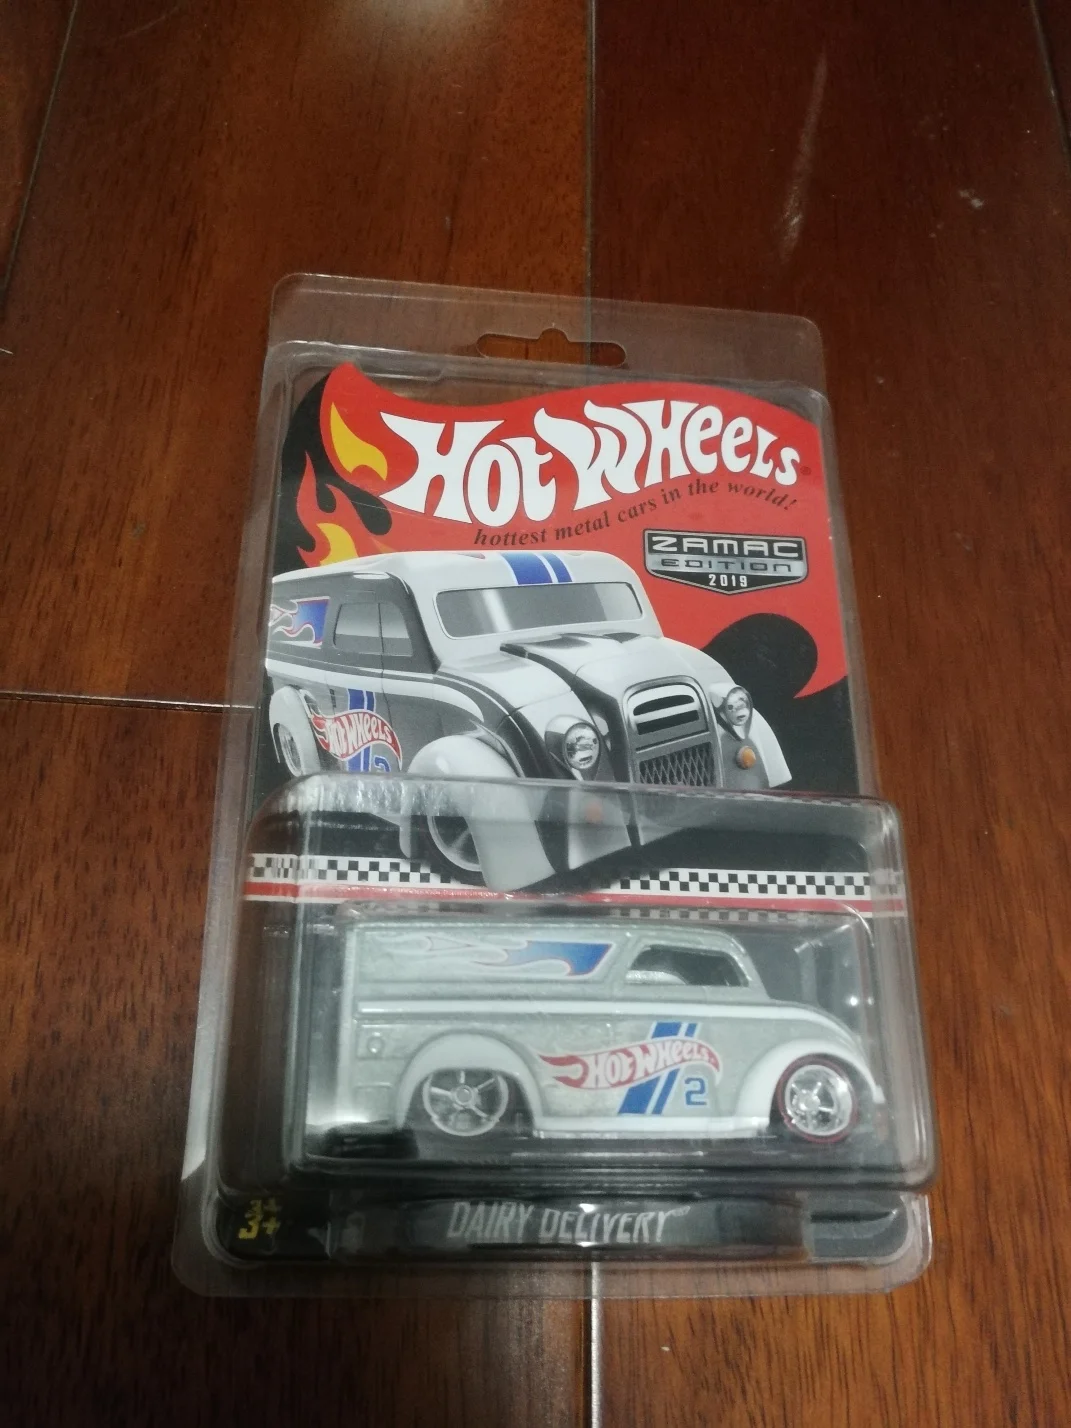 HOT WHEELS
hottest metal cars in the world!
ZAMAC
EDITION
2019
HOT WHEELS
2
HOT WHEELS
2
3+
DAIRY DELIVERY™